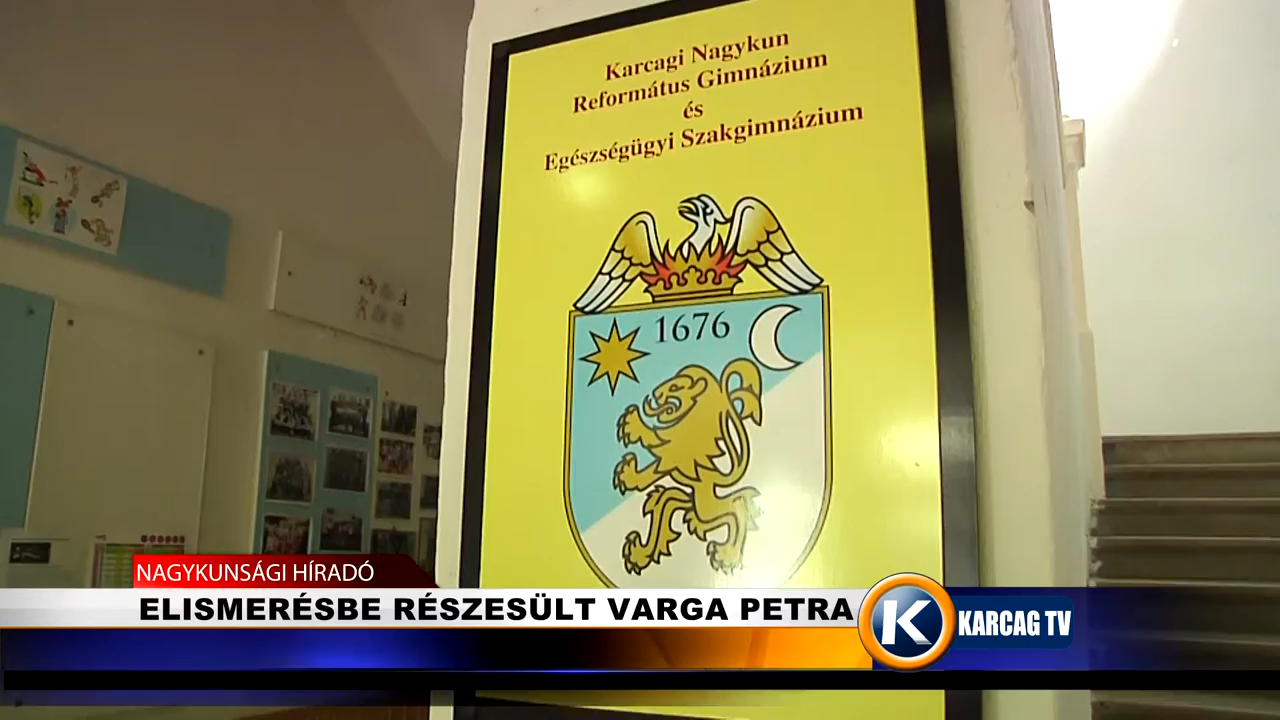 Karcagi Nagykun
Református Gimnázium
és
Egészségügyi Szakgimnázium
1676
NAGYKUNSÁGI HÍRADÓ
ELISMERÉSBE RÉSZESÜLT VARGA PETRA
K
KARCAG TV